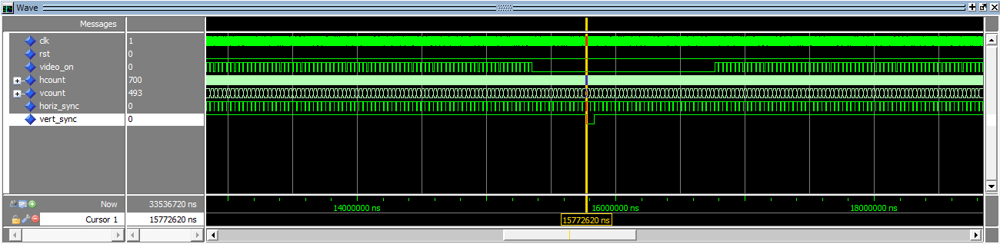 Wave
Messages
clk 1
rst 0
video_on 0
hcount 700
vcount 493
horiz_sync 0
vert_sync 0
Now 33536720 ns 14000000 ns 16000000 ns 18000000 ns
Cursor 1 15772620 ns 15772620 ns